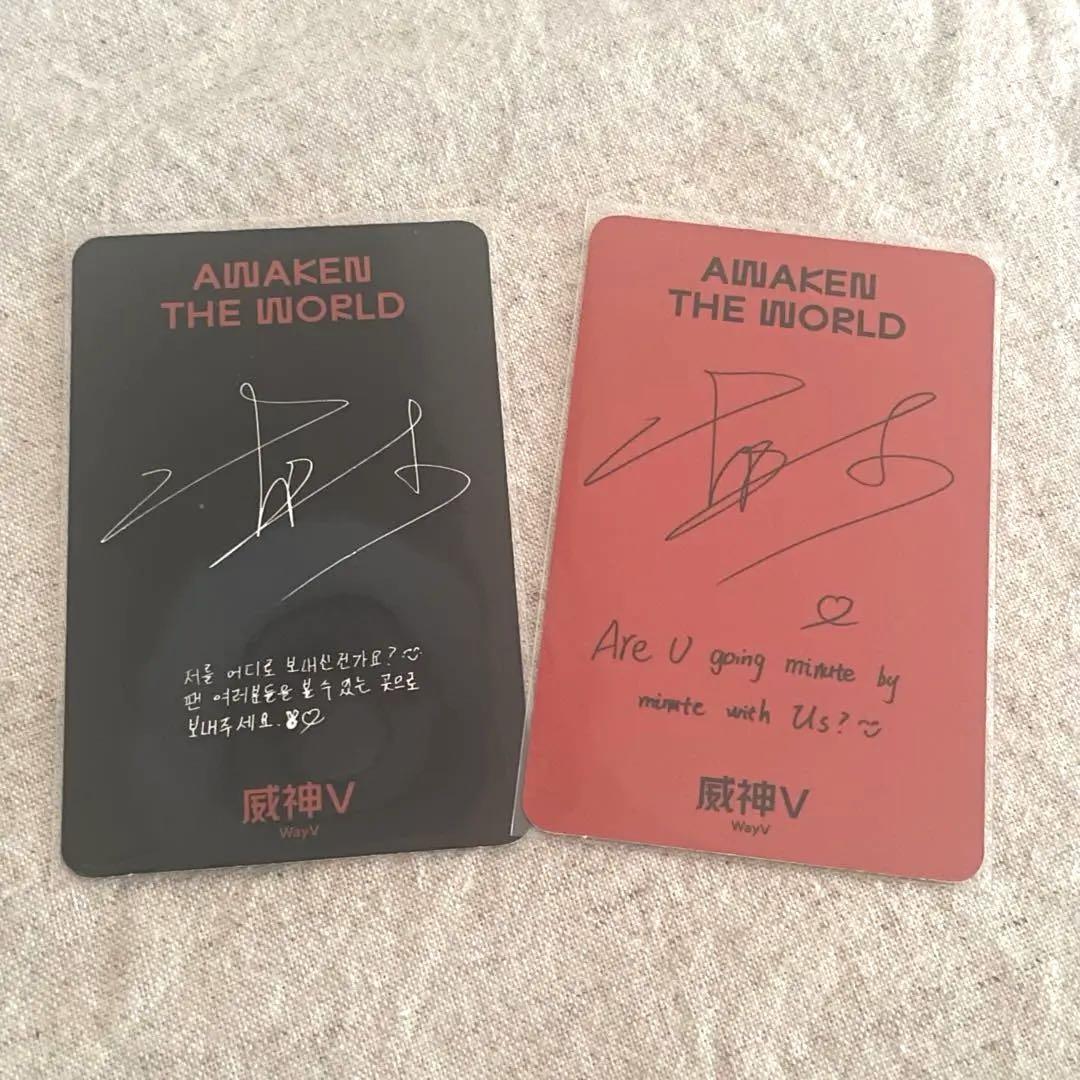 AWAKEN
THE WORLD
저를 어디로 보내신건가요?
팬 여러분들을 볼 수 있는 곳으로
보내주세요.
威神V
WayV
AWAKEN
THE WORLD
Are U going minute by
minute with Us?
威神V
WayV